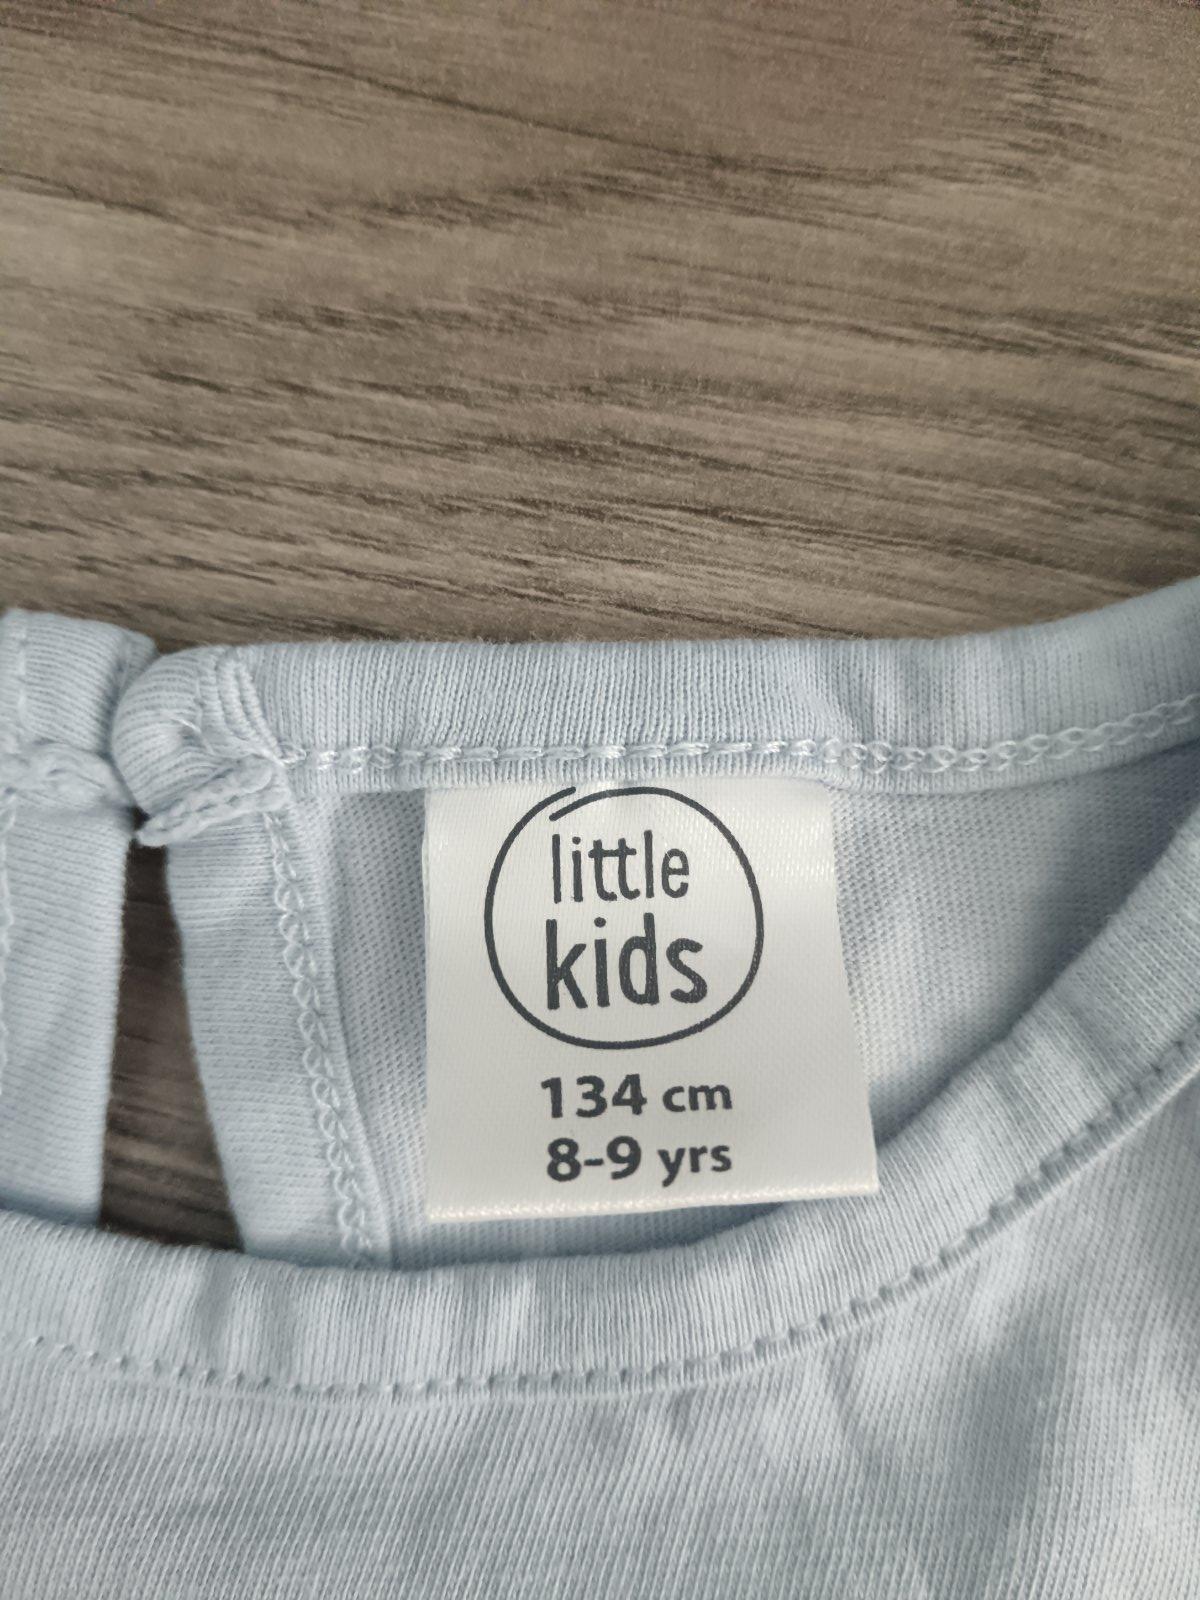 little
kids
134 cm
8-9 yrs